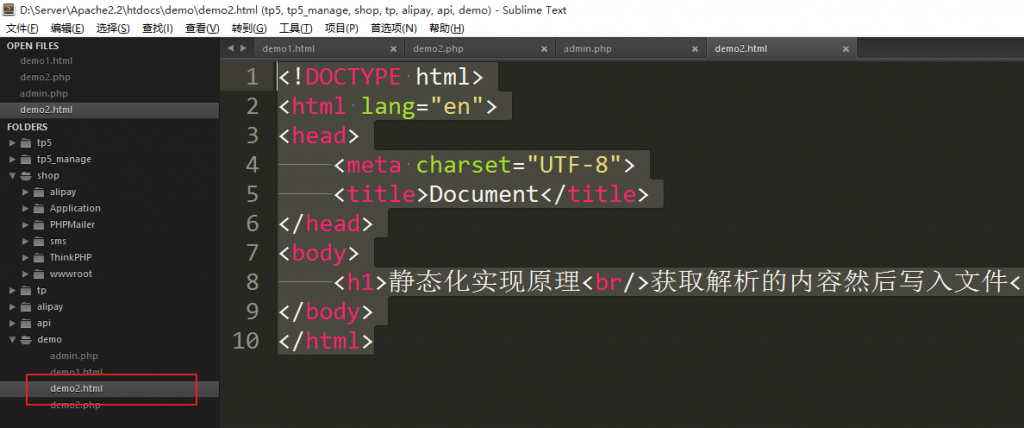 D:\Server\Apache2.2\htdocs\demo\demo2.html (tp5, tp5_manage, shop, tp, alipay, api, demo) - Sublime Text
文件(F) 编辑(E) 选择(S) 查找(I) 查看(V) 转到(G) 工具(T) 项目(P) 首选项(N) 帮助(H)
OPEN FILES
demo1.html
demo2.php
admin.php
demo2.html
FOLDERS
tp5
tp5_manage
shop
alipay
Application
PHPMailer
sms
ThinkPHP
wwwroot
tp
alipay
api
demo
admin.php
demo1.html
demo2.html
demo2.php
demo1.html demo2.php admin.php demo2.html
1 <!DOCTYPE html>
2 <html lang="en">
3 <head>
4 <meta charset="UTF-8">
5 <title>Document</title>
6 </head>
7 <body>
8 <h1>静态化实现原理<br/>获取解析的内容然后写入文件<
9 </body>
10 </html>